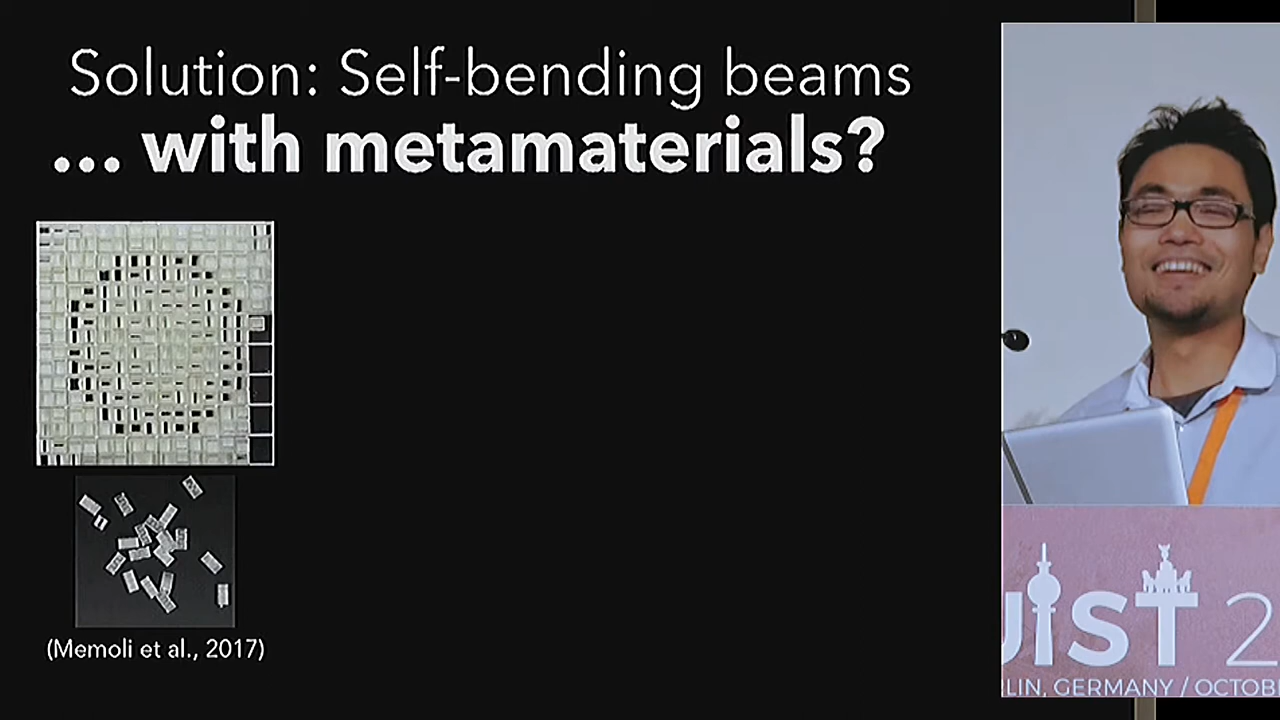 Solution: Self-bending beams
... with metamaterials?
(Memoli et al., 2017)
UIST 2
LIN, GERMANY / OCTOB